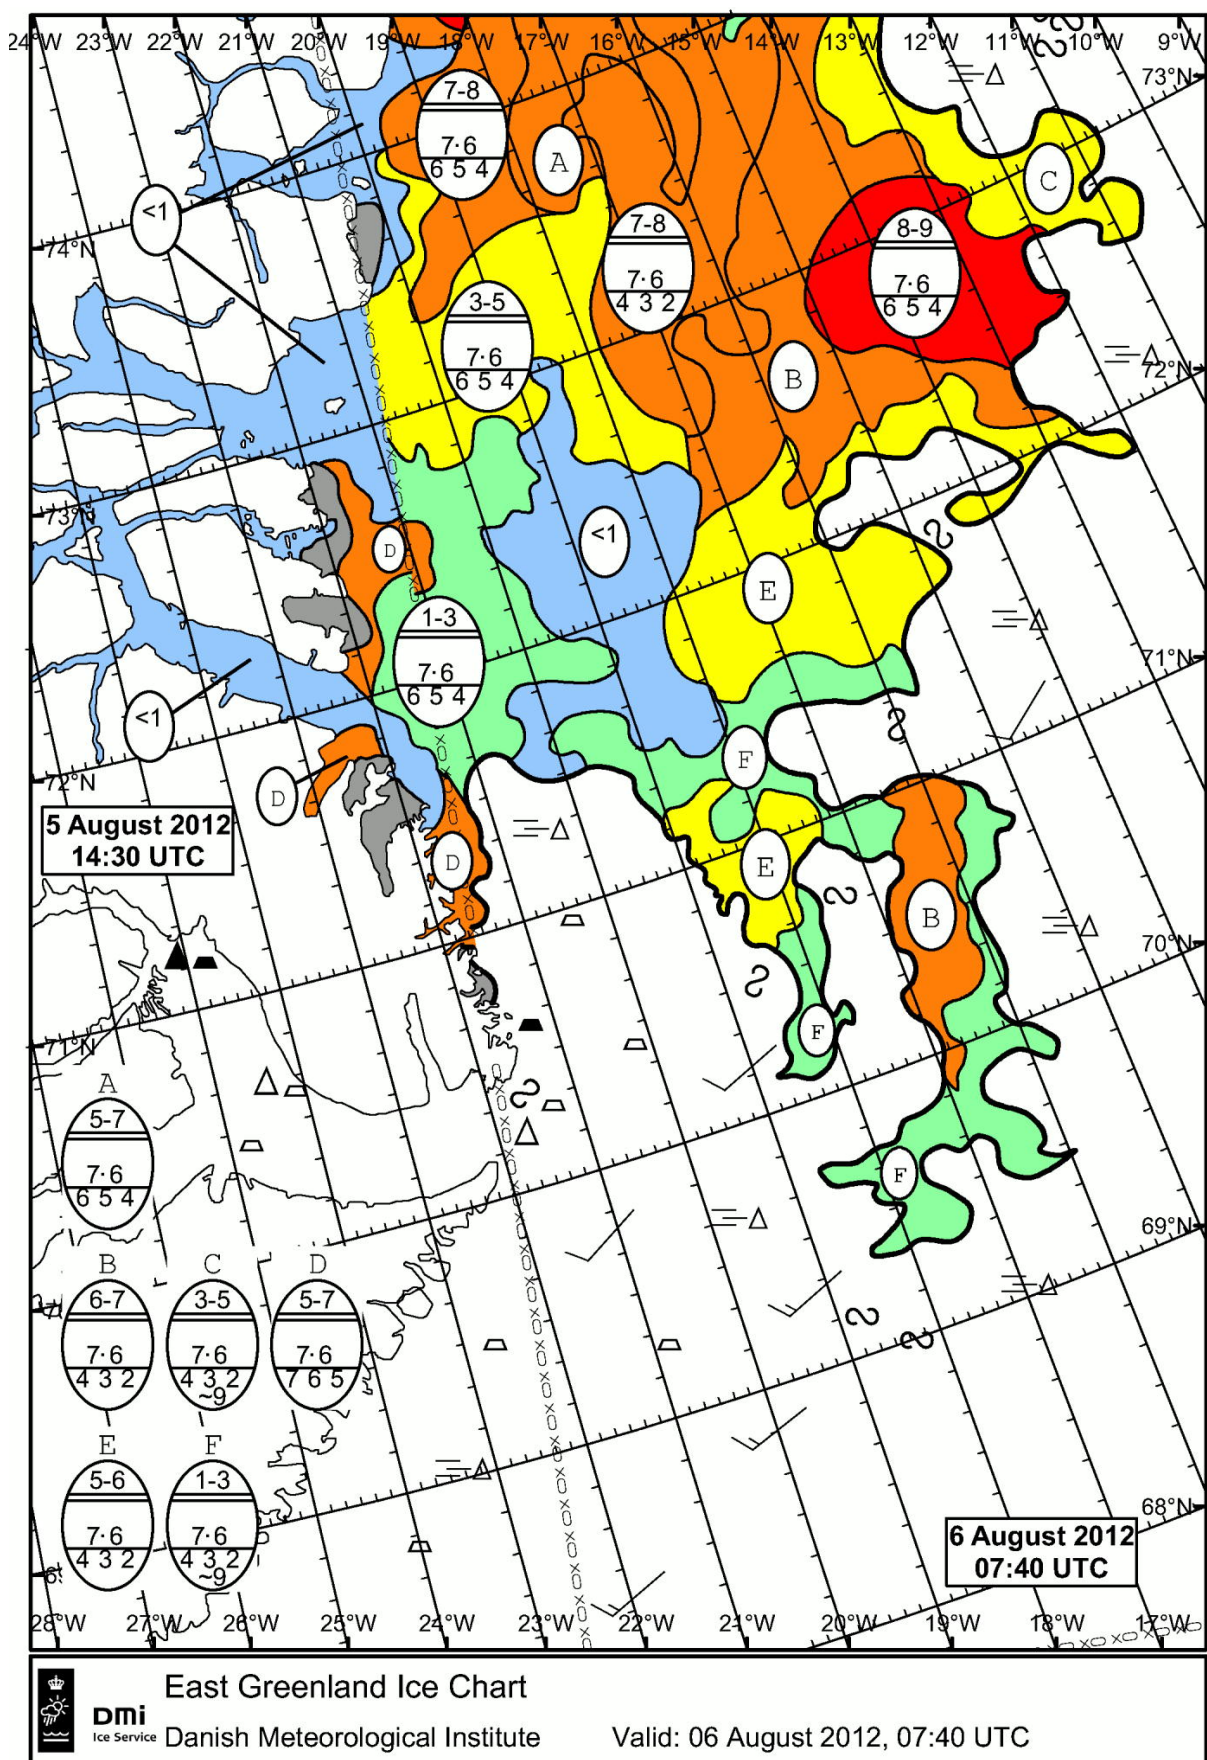 24°W 23°W 22°W 21°W 20°W 19°W 18°W 17°W 16°W 15°W 14°W 13°W 12°W 11°W 10°W 9°W
73°N
7-8
7·6
6 5 4
A
C
<1
7-8
7·6
4 3 2
8-9
7·6
6 5 4
74°N
3-5
7·6
6 5 4
72°N
B
73°N
D
<1
E
1-3
7·6
6 5 4
71°N
<1
F
72°N
D
5 August 2012
14:30 UTC
D
E
B
70°N
F
71°N
A
5-7
7·6
6 5 4
F
69°N
B
6-7
7·6
4 3 2
C
3-5
7·6
4 3 2
~9
D
5-7
7·6
7 6 5
E
5-6
7·6
4 3 2
F
1-3
7·6
4 3 2
~9
68°N
6 August 2012
07:40 UTC
28°W 27°W 26°W 25°W 24°W 23°W 22°W 21°W 20°W 19°W 18°W 17°W
DMi
Ice Service
East Greenland Ice Chart
Danish Meteorological Institute Valid: 06 August 2012, 07:40 UTC